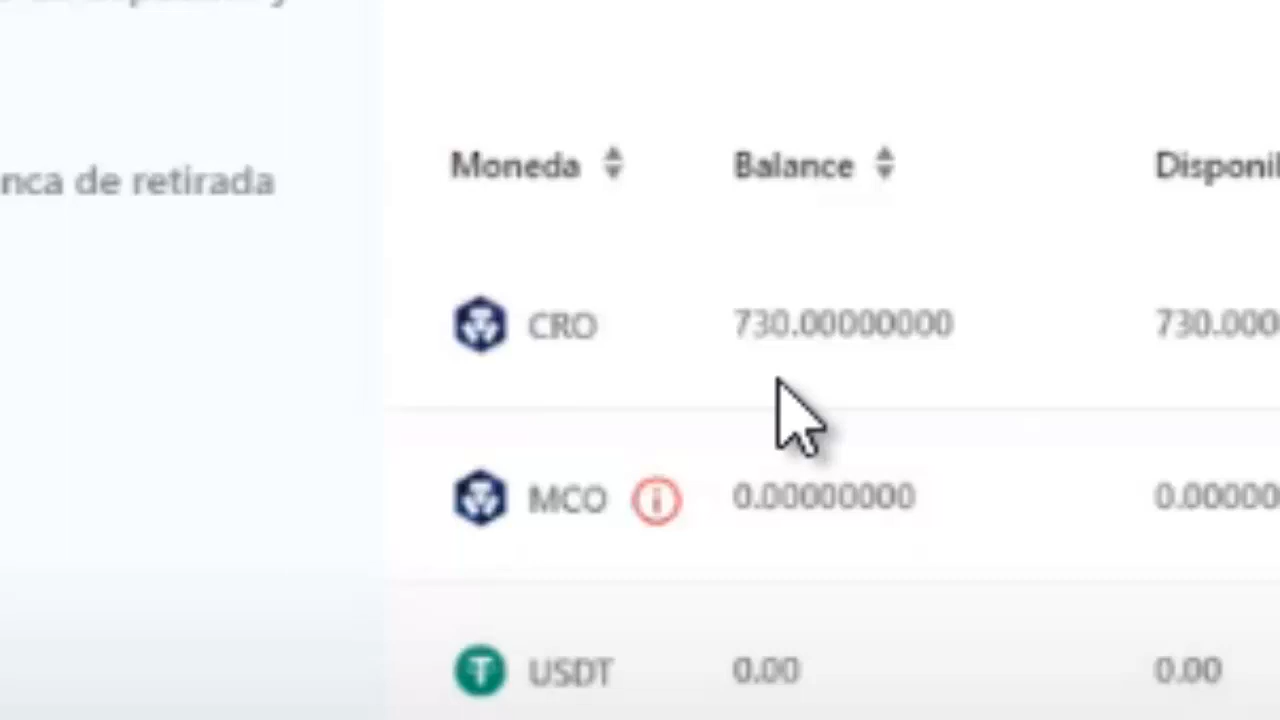 nca de retirada
Moneda Balance Disponi
CRO 730.00000000 730.000
MCO 0.00000000 0.00000
USDT 0.00 0.00